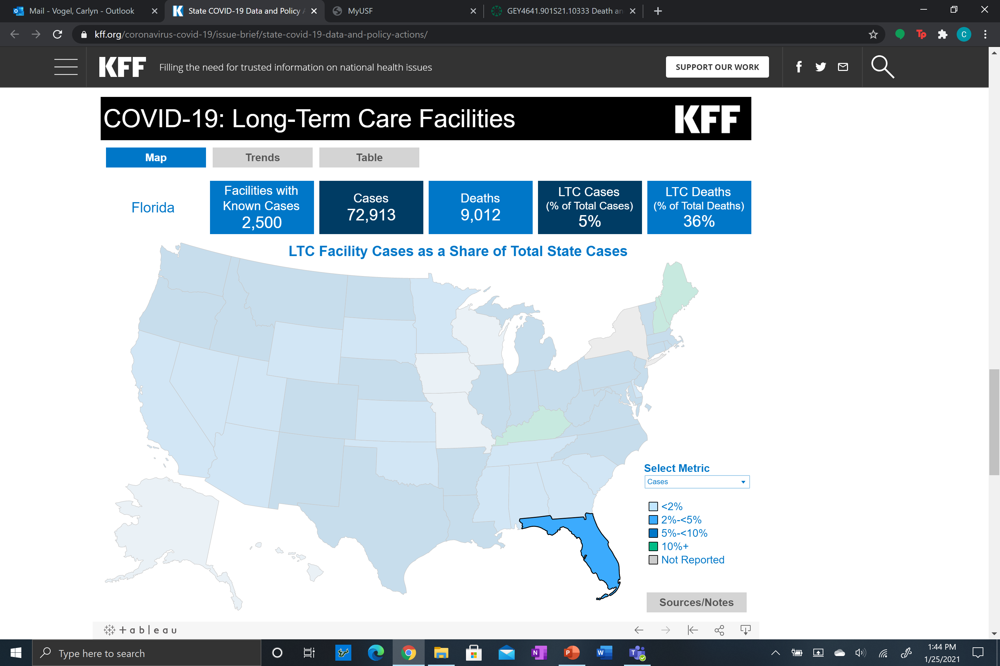 Mail - Vogel, Carlyn - Outlook
State COVID-19 Data and Policy
MyUSF
GEY4641.901S21.10333 Death an
kff.org/coronavirus-covid-19/issue-brief/state-covid-19-data-and-policy-actions/
Tp
C
KFF
Filling the need for trusted information on national health issues
SUPPORT OUR WORK
COVID-19: Long-Term Care Facilities
KFF
Map
Trends
Table
Florida
Facilities with
Known Cases
2,500
Cases
72,913
Deaths
9,012
LTC Cases
(% of Total Cases)
5%
LTC Deaths
(% of Total Deaths)
36%
LTC Facility Cases as a Share of Total State Cases
Select Metric
Cases
<2%
2%-<5%
5%-<10%
10%+
Not Reported
Sources/Notes
+ableau
Type here to search
1:44 PM
1/25/2021